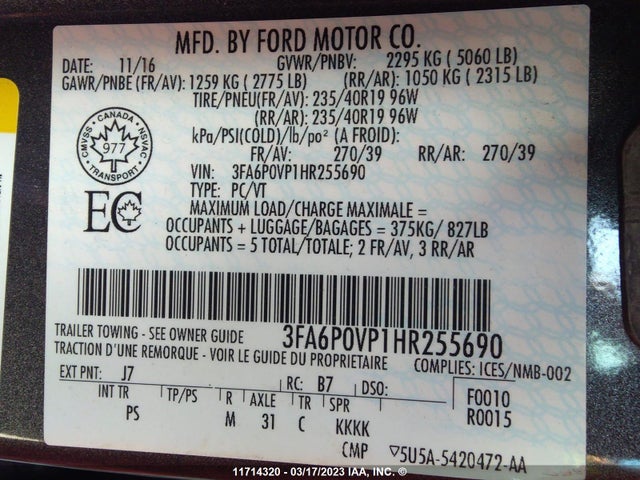 MFD. BY FORD MOTOR CO.
DATE: 11/16 GVWR/PNBV: 2295 KG ( 5060 LB)
GAWR/PNBE (FR/AV): 1259 KG ( 2775 LB) (RR/AR): 1050 KG ( 2315 LB)
TIRE/PNEU(FR/AV): 235/40R19 96W
(RR/AR): 235/40R19 96W
kPa/PSI(COLD)/lb/po² (A FROID):
FR/AV: 270/39 RR/AR: 270/39
CANADA
CMVSS NSVAC
977
TRANSPORT
VIN: 3FA6P0VP1HR255690
TYPE: PC/VT
EC
MAXIMUM LOAD/CHARGE MAXIMALE =
OCCUPANTS + LUGGAGE/BAGAGES = 375KG/ 827LB
OCCUPANTS = 5 TOTAL/TOTALE; 2 FR/AV, 3 RR/AR
TRAILER TOWING - SEE OWNER GUIDE 3FA6P0VP1HR255690
TRACTION D'UNE REMORQUE - VOIR LE GUIDE DU PROPRIETAIRE COMPLIES: ICES/NMB-002
EXT PNT: J7 RC: B7 DSO: F0010
INT TR TP/PS R AXLE TR SPR R0015
PS M 31 C KKKK
CMP ▽5U5A-5420472-AA
11714320 - 03/17/2023 IAA, INC. ®